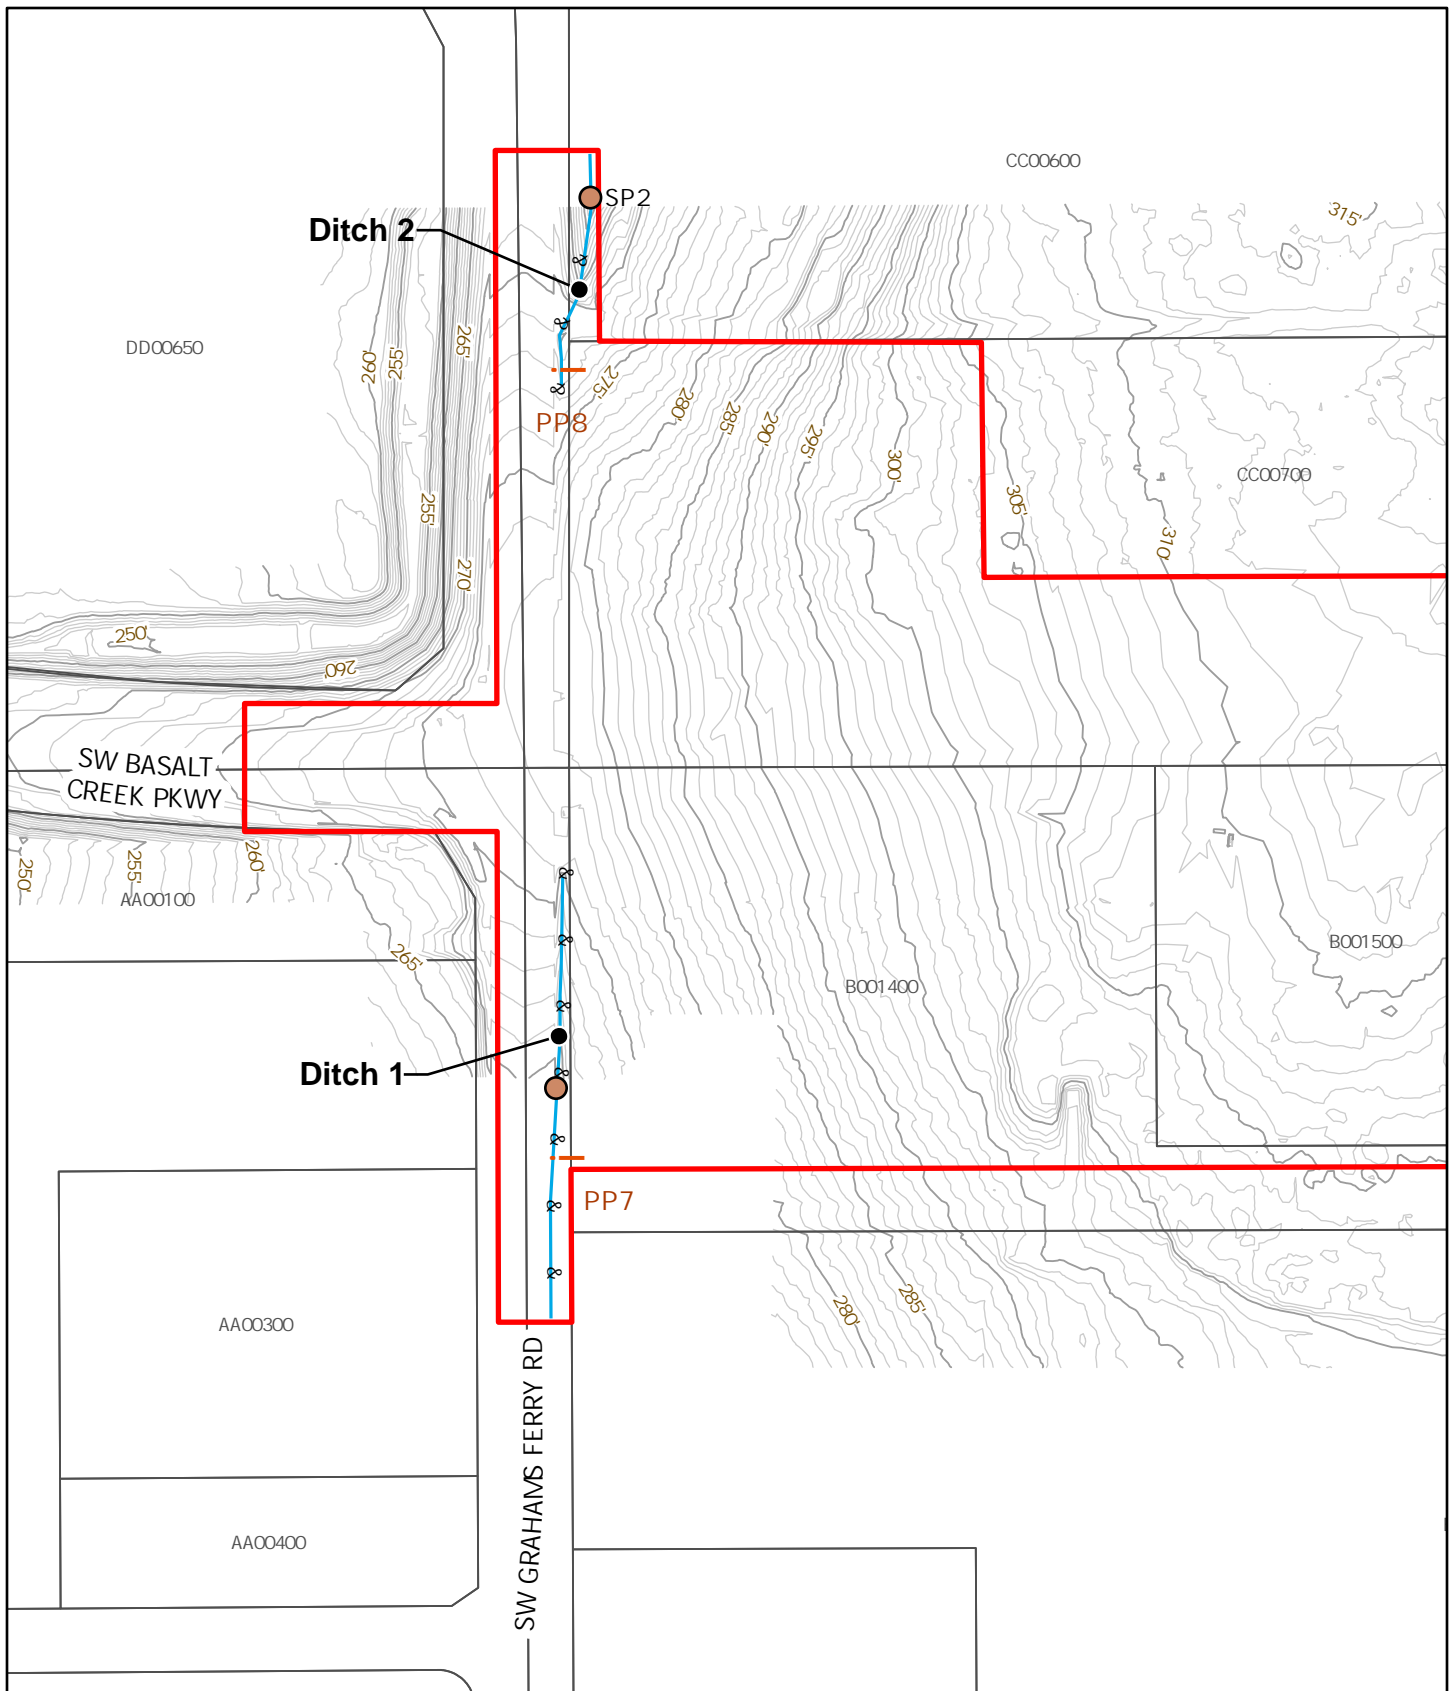 CC00600
SP2
315'
Ditch 2
&
&
265'
DD00650
260'
255'
275'
&
PP8
280'
285'
290'
295'
300'
305'
310'
CC00700
255'
270'
250'
260'
SW BASALT
CREEK PKWY
250'
255'
260'
AA00100
&
&
265'
B001500
B001400
&
Ditch 1
&
&
PP7
&
&
280'
285'
AA00300
SW GRAHAMS FERRY RD
AA00400